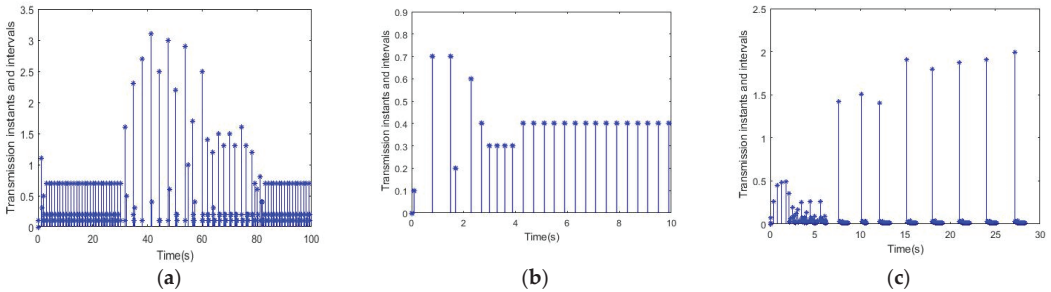 Transmission instants and intervals
3.5
3
2.5
2
1.5
1
0.5
0
0 20 40 60 80 100
Time(s)
(a)
Transmission instants and intervals
0.9
0.8
0.7
0.6
0.5
0.4
0.3
0.2
0.1
0
0 2 4 6 8 10
Time(s)
(b)
Transmission instants and intervals
2.5
2
1.5
1
0.5
0
0 5 10 15 20 25 30
Time(s)
(c)